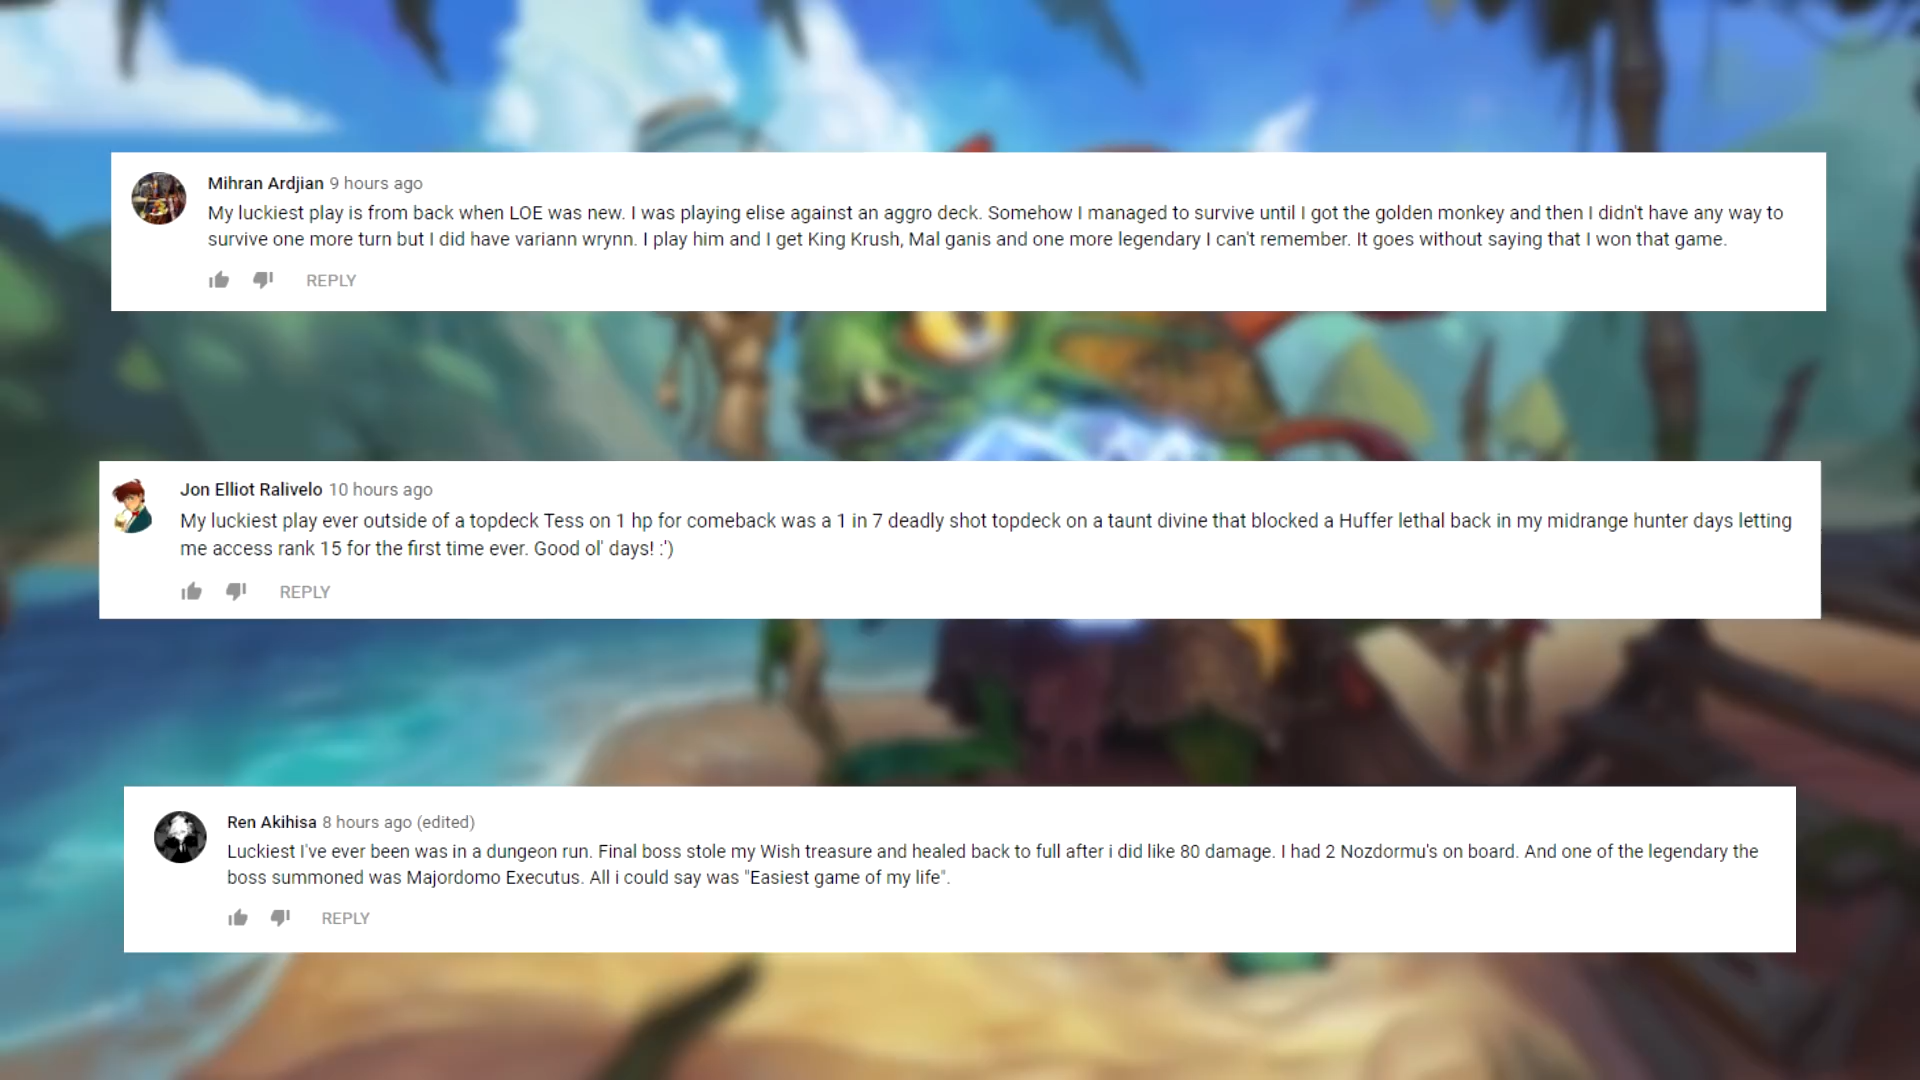 Mihran Ardjian 9 hours ago
My luckiest play is from back when LOE was new. I was playing elise against an aggro deck. Somehow I managed to survive until I got the golden monkey and then I didn't have any way to
survive one more turn but I did have variann wrynn. I play him and I get King Krush, Mal ganis and one more legendary I can't remember. It goes without saying that I won that game.
REPLY
Jon Elliot Ralivelo 10 hours ago
My luckiest play ever outside of a topdeck Tess on 1 hp for comeback was a 1 in 7 deadly shot topdeck on a taunt divine that blocked a Huffer lethal back in my midrange hunter days letting
me access rank 15 for the first time ever. Good ol' days! :')
REPLY
Ren Akihisa 8 hours ago (edited)
Luckiest I've ever been was in a dungeon run. Final boss stole my Wish treasure and healed back to full after i did like 80 damage. I had 2 Nozdormu's on board. And one of the legendary the
boss summoned was Majordomo Executus. All i could say was "Easiest game of my life".
REPLY